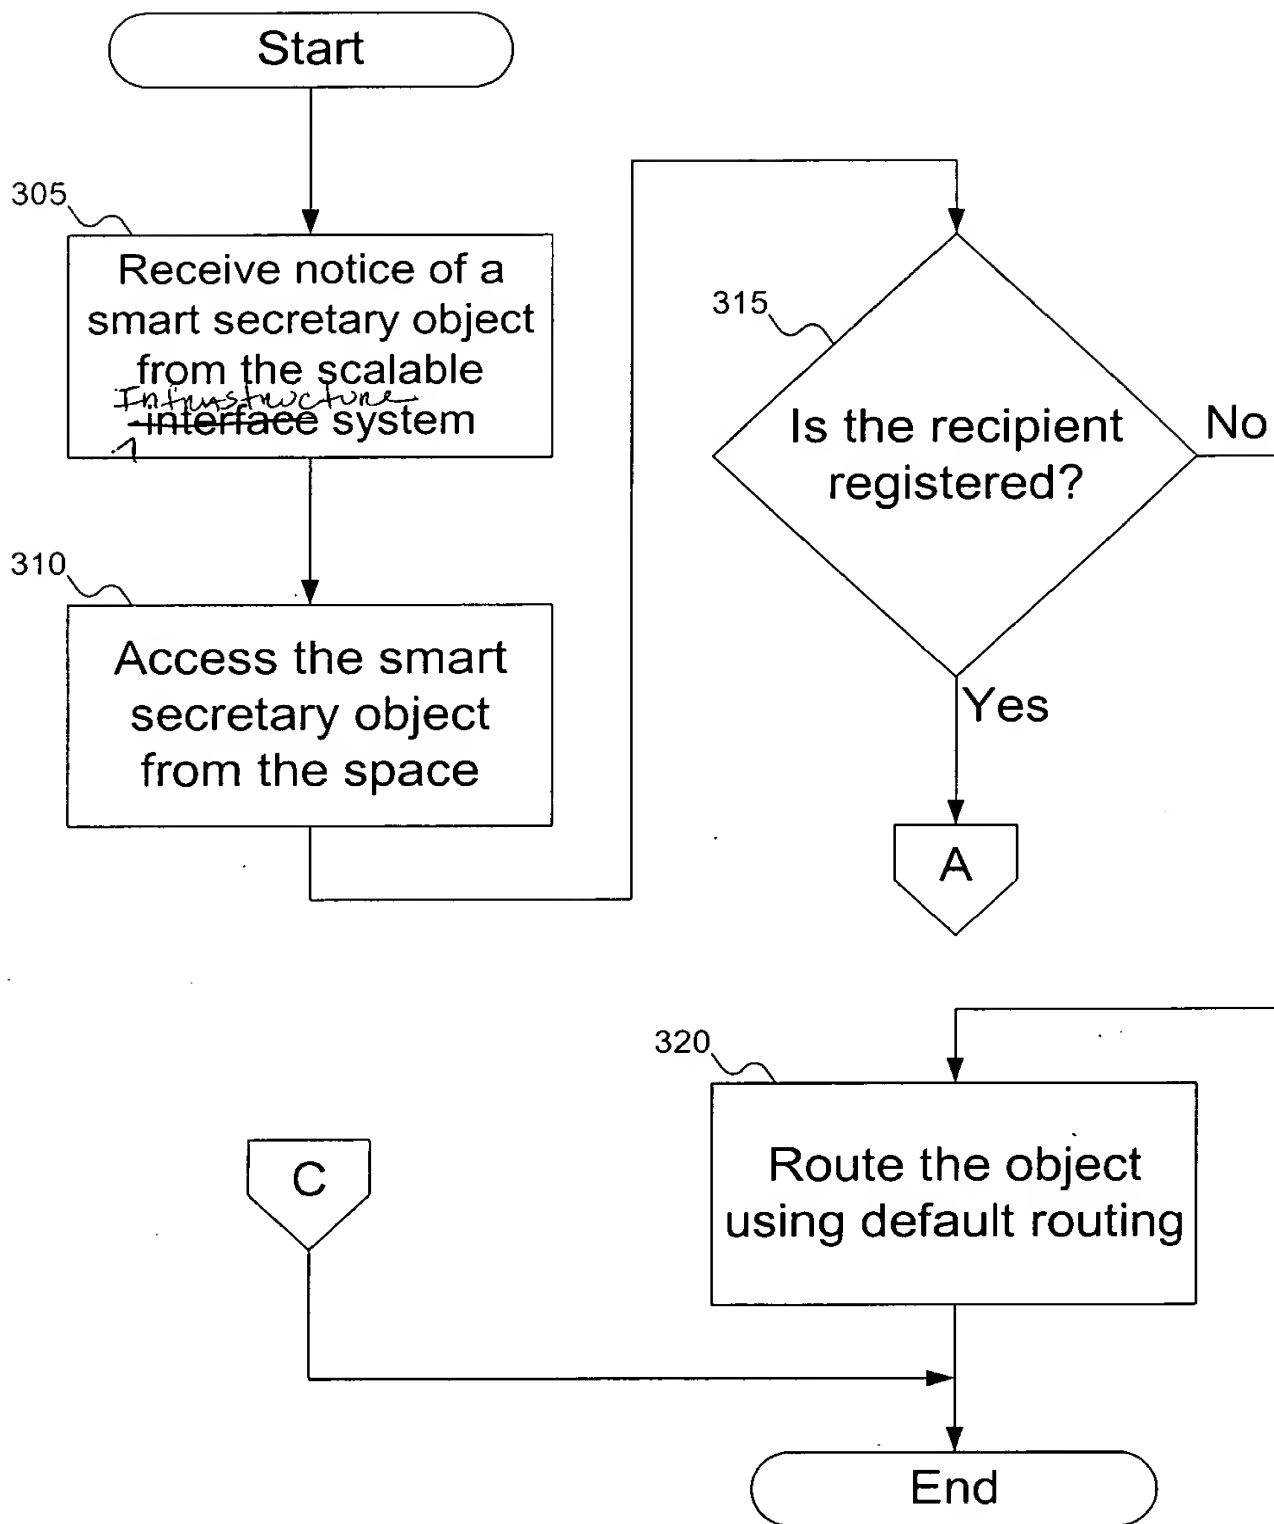 Start
305
Receive notice of a
smart secretary object
from the scalable
Infrastructure
interface system
310
Access the smart
secretary object
from the space
315
Is the recipient
registered?
No
Yes
A
320
Route the object
using default routing
C
End